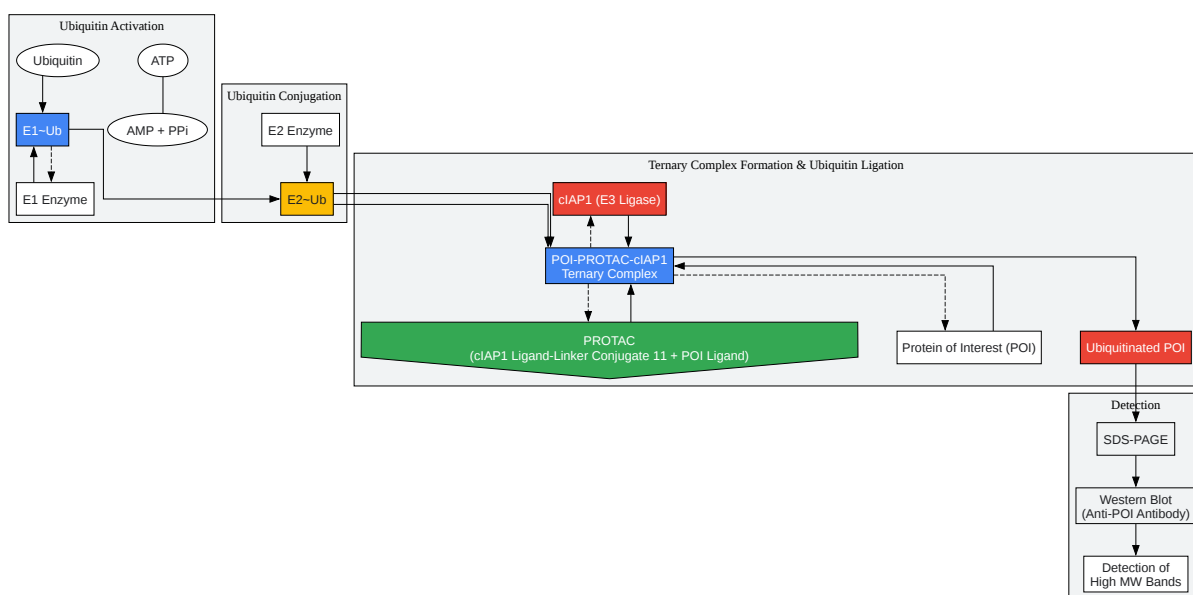 Ubiquitin Activation
Ubiquitin
ATP
E1~Ub
AMP + PPi
E1 Enzyme
Ubiquitin Conjugation
E2 Enzyme
E2~Ub
Ternary Complex Formation & Ubiquitin Ligation
cIAP1 (E3 Ligase)
POI-PROTAC-cIAP1
Ternary Complex
PROTAC
(cIAP1 Ligand-Linker Conjugate 11 + POI Ligand)
Protein of Interest (POI)
Ubiquitinated POI
Detection
SDS-PAGE
Western Blot
(Anti-POI Antibody)
Detection of
High MW Bands